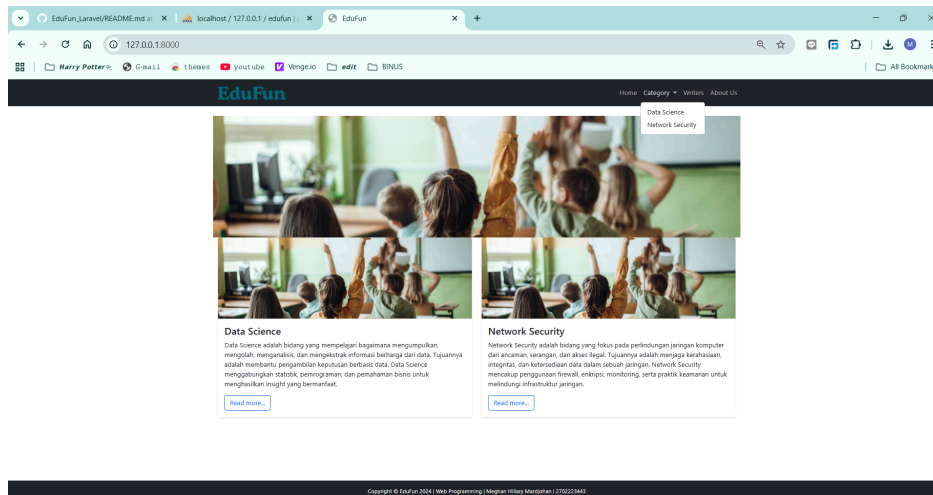 EduFun_Laravel/README.md at
localhost / 127.0.0.1 / edufun |
EduFun
127.0.0.1:8000
M
Harry Potter
G-mail
themes
youtube
Venge.io
edit
BINUS
All Bookmark
EduFun
Home
Category
Writers
About Us
Data Science
Network Security
Data Science
Data Science adalah bidang yang mempelajari bagaimana mengumpulkan,
mengolah, menganalisis, dan mengekstrak informasi berharga dari data. Tujuannya
adalah membantu pengambilan keputusan berbasis data. Data Science
menggabungkan statistik, pemrograman, dan pemahaman bisnis untuk
menghasilkan insight yang bermanfaat.
Read more...
Network Security
Network Security adalah bidang yang fokus pada perlindungan jaringan komputer
dari ancaman, serangan, dan akses ilegal. Tujuannya adalah menjaga kerahasiaan,
integritas, dan ketersediaan data dalam sebuah jaringan. Network Security
mencakup penggunaan firewall, enkripsi, monitoring, serta praktik keamanan untuk
melindungi infrastruktur jaringan.
Read more...
Copyright © EduFun 2024 | Web Programming | Meghan Hillary Mardjohan | 2702223443